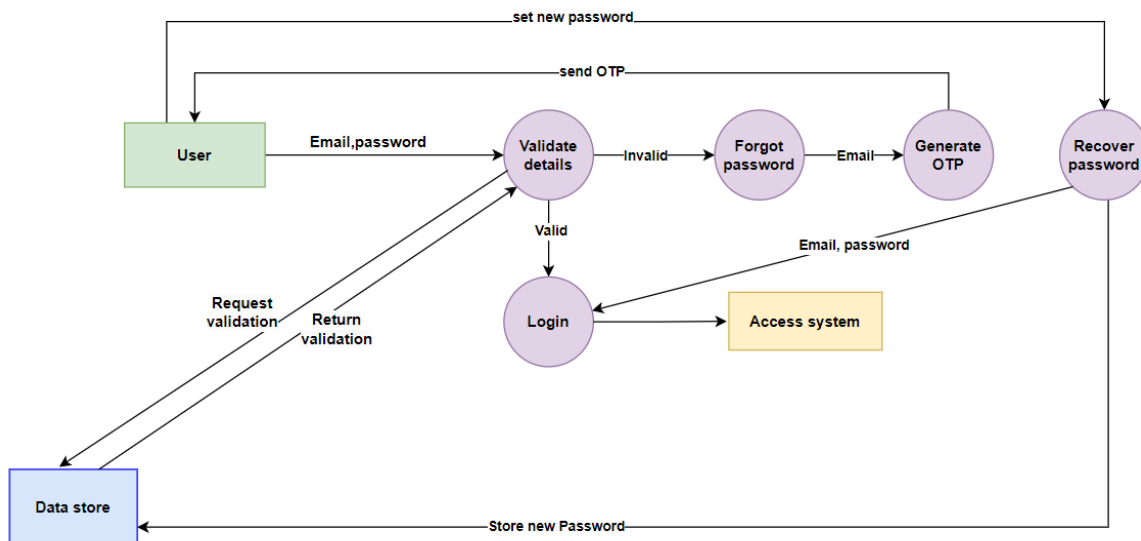 set new password
send OTP
User
Email,password
Validate
details
Invalid
Forgot
password
Email
Generate
OTP
Recover
password
Valid
Email, password
Request
validation
Return
validation
Login
Access system
Data store
Store new Password